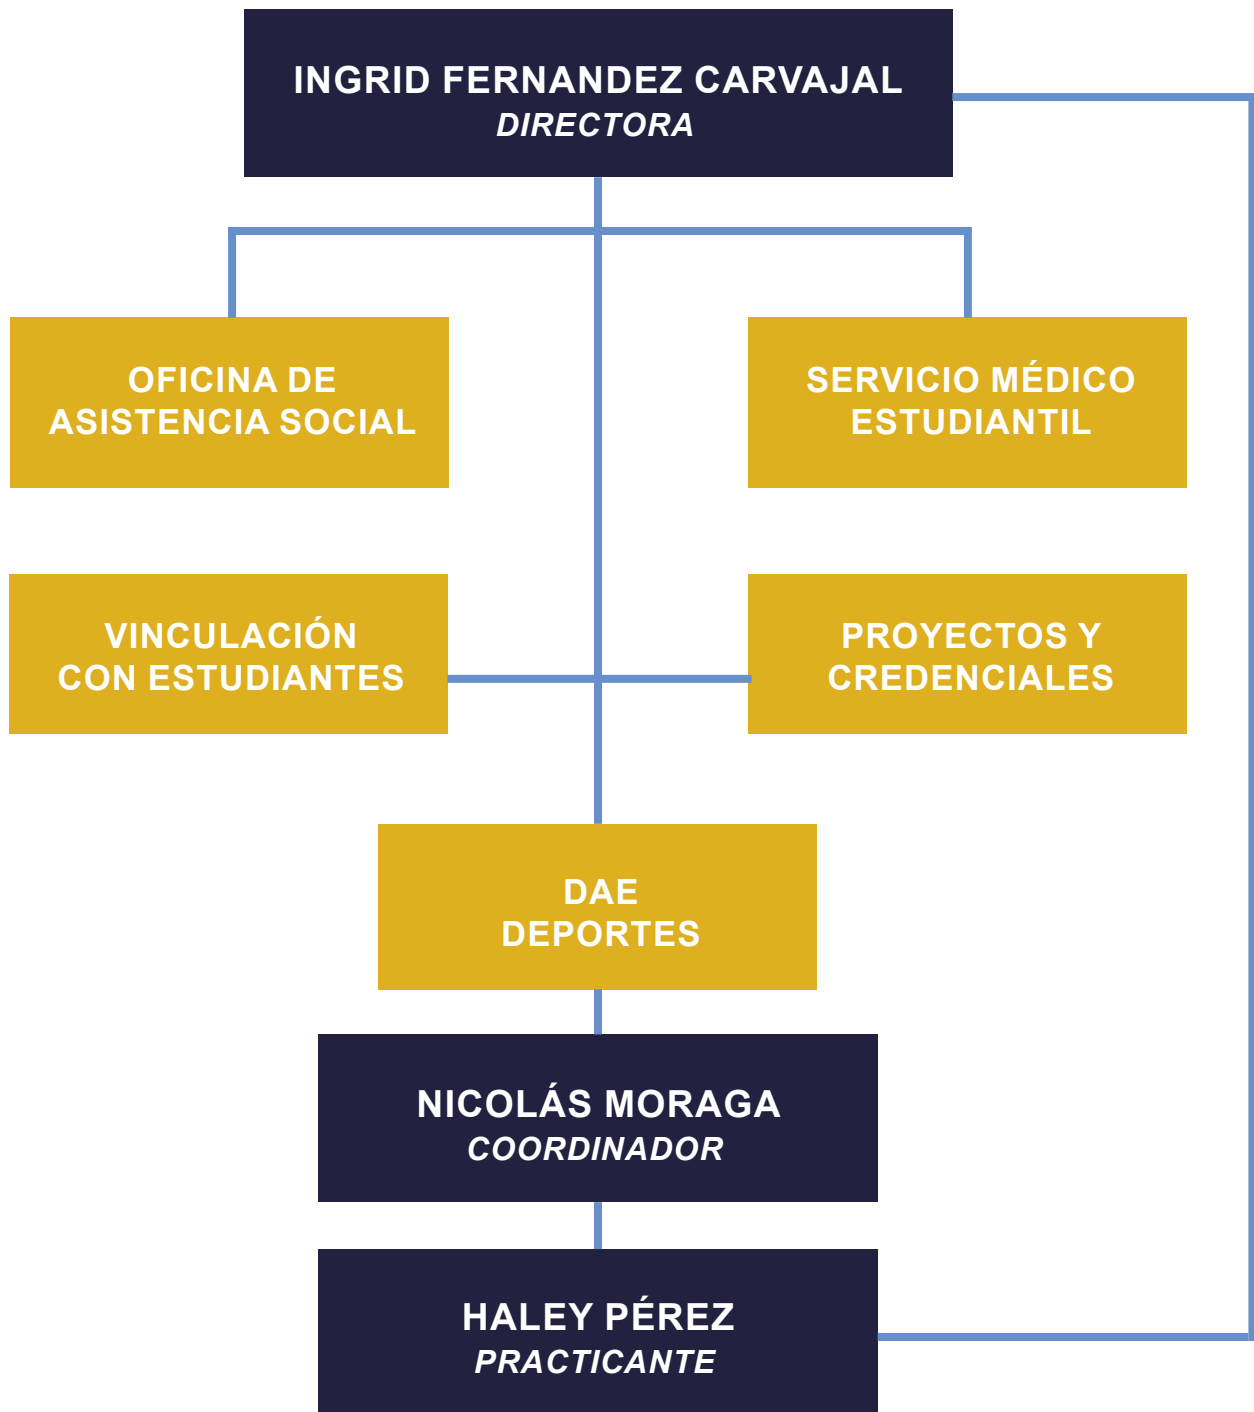 INGRID FERNANDEZ CARVAJAL
DIRECTORA
OFICINA DE
ASISTENCIA SOCIAL
SERVICIO MÉDICO
ESTUDIANTIL
VINCULACIÓN
CON ESTUDIANTES
PROYECTOS Y
CREDENCIALES
DAE
DEPORTES
NICOLÁS MORAGA
COORDINADOR
HALEY PÉREZ
PRACTICANTE